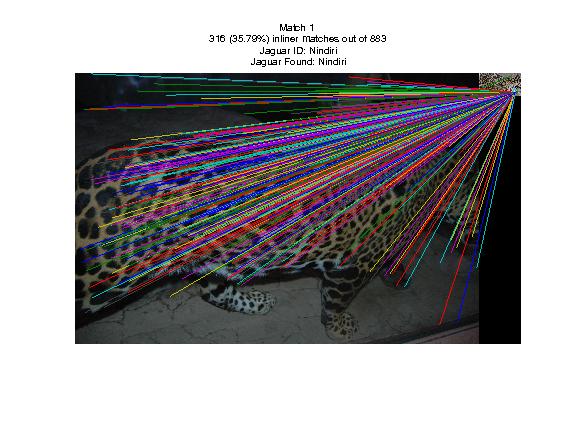 Match 1
316 (35.79%) inliner matches out of 883
Jaguar ID: Nindiri
Jaguar Found: Nindiri